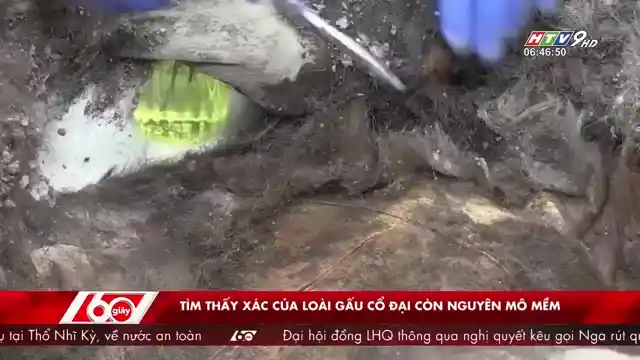 HTV9 HD
06:46:50
60 giây
TÌM THẤY XÁC CỦA LOÀI GẤU CỔ ĐẠI CÒN NGUYÊN MÔ MỀM
ụ tại Thổ Nhĩ Kỳ, về nước an toàn 60 Đại hội đồng LHQ thông qua nghị quyết kêu gọi Nga rút q